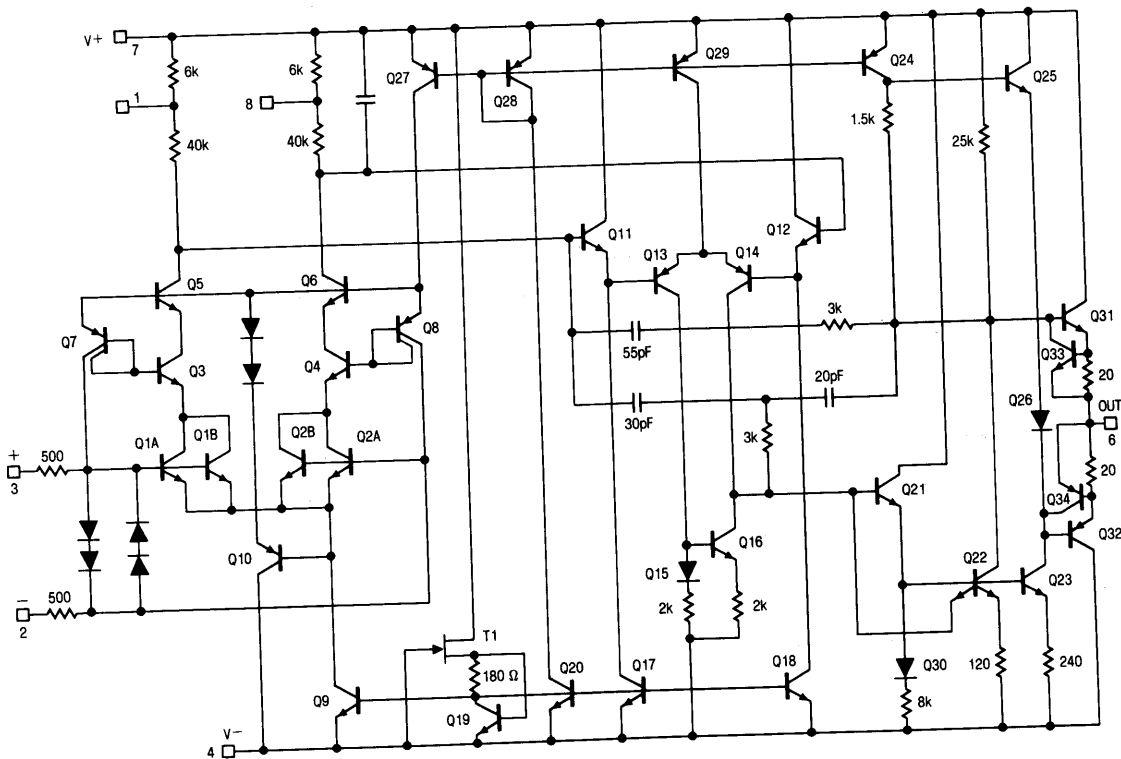 V+
7
6k
1
40k
8
6k
40k
Q27
Q28
Q29
Q24
Q25
1.5k
25k
Q5
Q6
Q7
Q3
Q4
Q8
Q11
Q12
Q13
Q14
3k
55pF
20pF
30pF
3k
Q31
Q33
20
Q26
OUT
6
20
Q34
Q32
Q1A
Q1B
Q2B
Q2A
+
3
500
Q10
−
2
500
Q15
2k
Q16
2k
Q21
Q22
Q23
Q30
8k
120
240
T1
180 Ω
Q9
Q19
Q20
Q17
Q18
V−
4